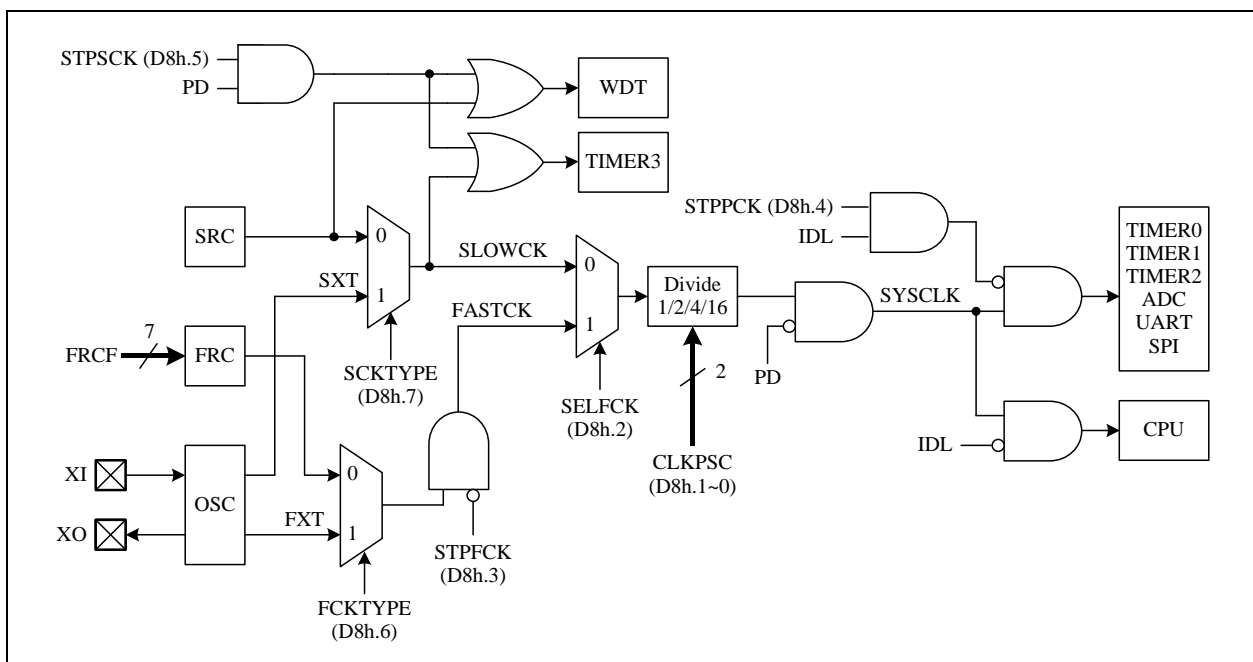 STPSCK (D8h.5)
PD
WDT
TIMER3
STPPCK (D8h.4)
IDL
TIMER0
TIMER1
TIMER2
ADC
UART
SPI
SRC
0
SLOWCK
SXT
1
0
Divide
1/2/4/16
SYSCLK
FASTCK
1
7
FRCF
FRC
SCKTYPE
(D8h.7)
2
PD
SELFCK
(D8h.2)
IDL
CPU
XI
OSC
0
CLKPSC
(D8h.1~0)
XO
FXT
1
STPFCK
(D8h.3)
FCKTYPE
(D8h.6)